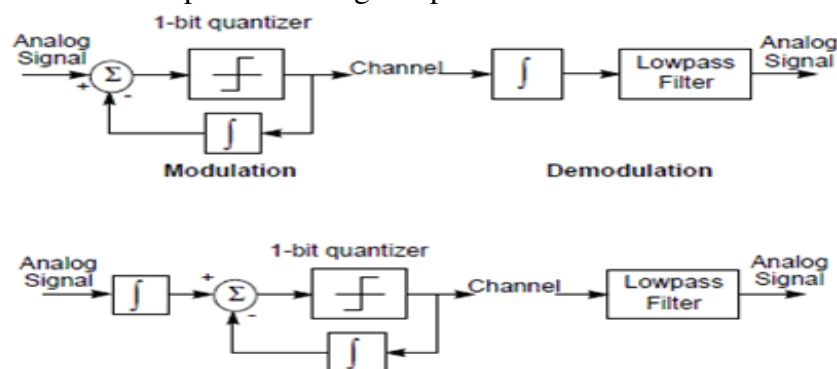 1-bit quantizer
Analog
Signal
Σ
+
-
∫
Channel
∫
Lowpass
Filter
Analog
Signal
Modulation
Demodulation
1-bit quantizer
Analog
Signal
∫
+
Σ
-
∫
Channel
Lowpass
Filter
Analog
Signal